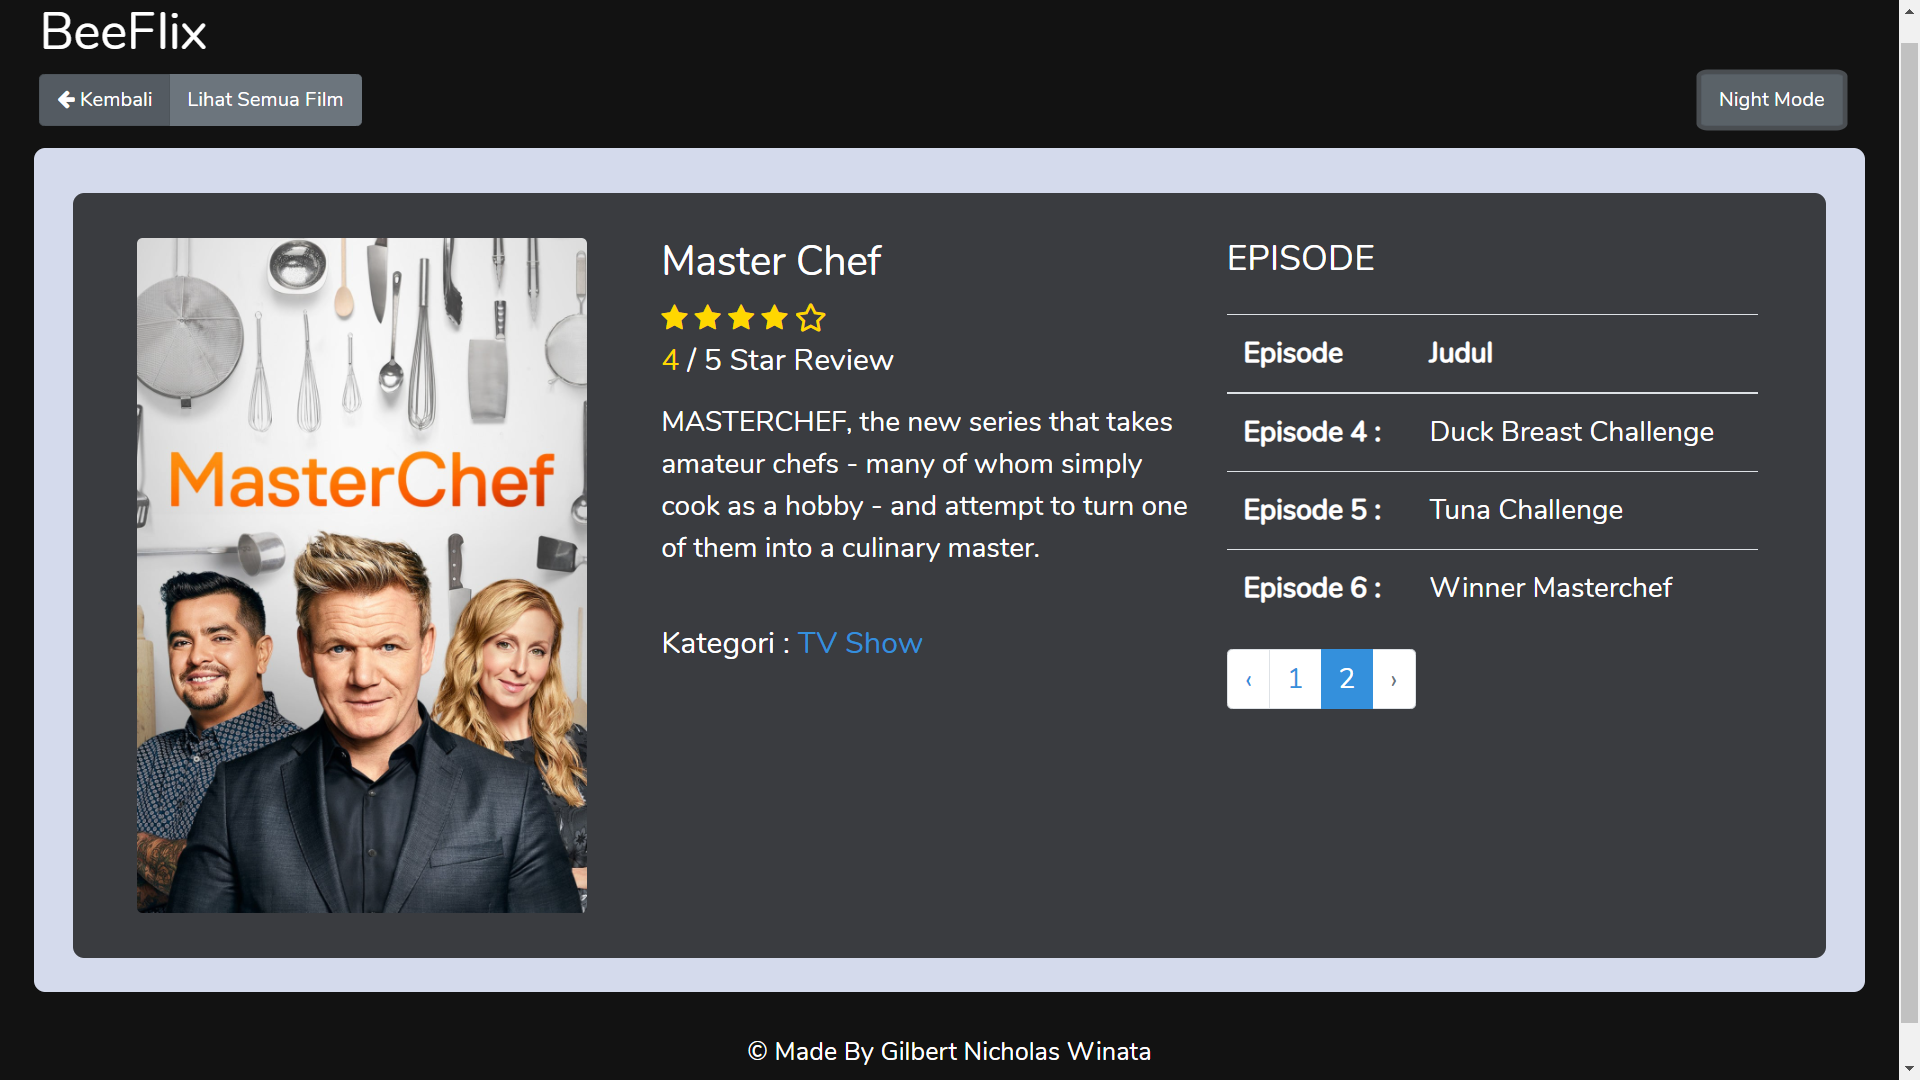 BeeFlix
Kembali
Lihat Semua Film
Night Mode
MasterChef
Master Chef
4 / 5 Star Review
MASTERCHEF, the new series that takes
amateur chefs - many of whom simply
cook as a hobby - and attempt to turn one
of them into a culinary master.
Kategori : TV Show
EPISODE
Episode Judul
Episode 4 : Duck Breast Challenge
Episode 5 : Tuna Challenge
Episode 6 : Winner Masterchef
‹ 1 2 ›
© Made By Gilbert Nicholas Winata